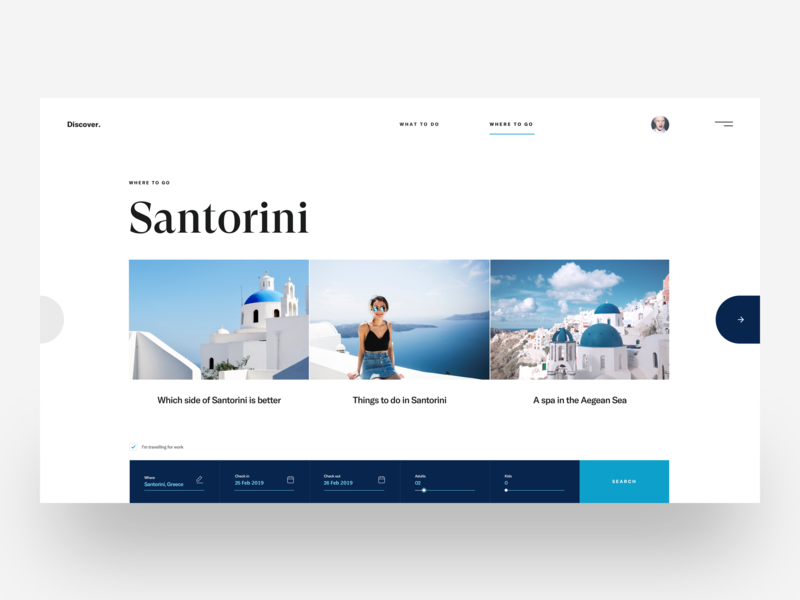 Discover.
WHAT TO DO
WHERE TO GO
WHERE TO GO
Santorini
Which side of Santorini is better
Things to do in Santorini
A spa in the Aegean Sea
I'm travelling for work
Where
Santorini, Greece
Check in
25 Feb 2019
Check out
26 Feb 2019
Adults
02
Kids
0
SEARCH